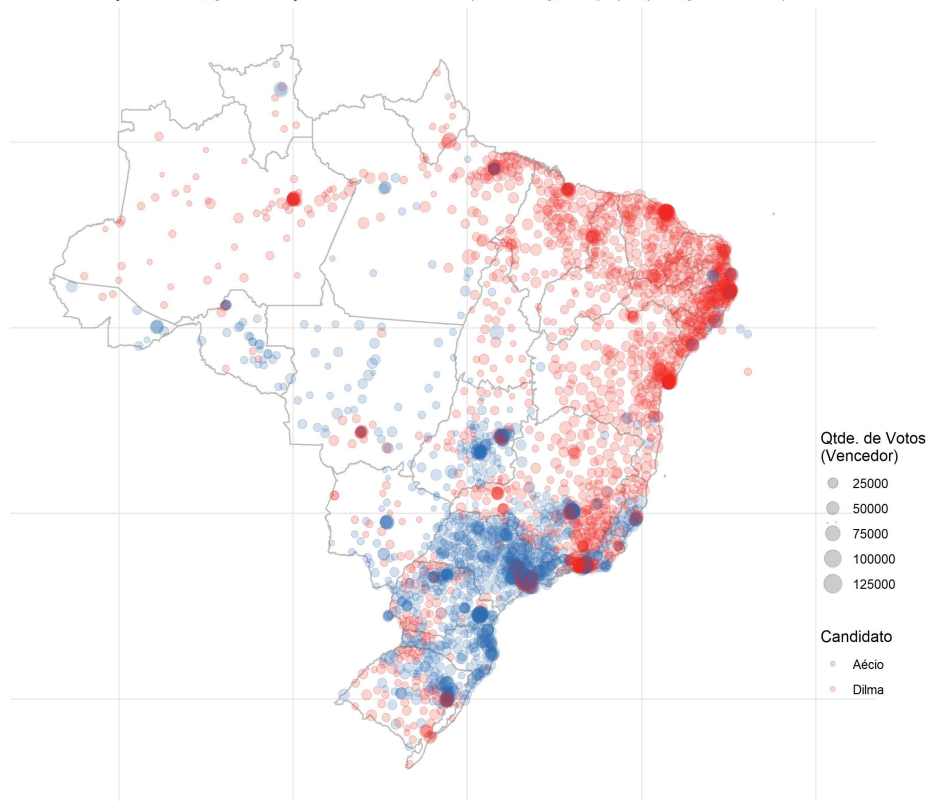 Qtde. de Votos
(Vencedor)
25000
50000
75000
100000
125000
Candidato
Aécio
Dilma